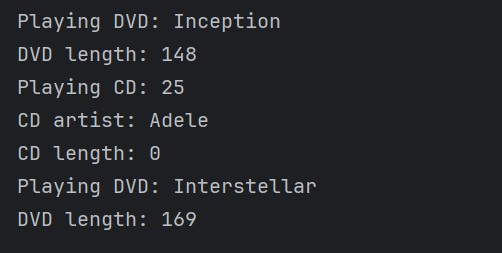 Playing DVD: Inception
DVD length: 148
Playing CD: 25
CD artist: Adele
CD length: 0
Playing DVD: Interstellar
DVD length: 169